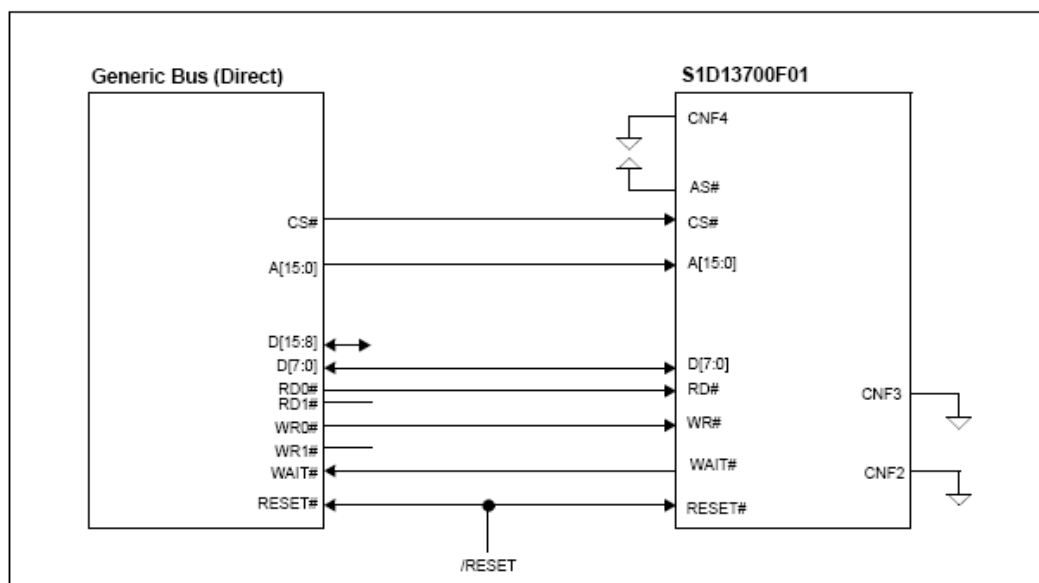 Generic Bus (Direct)
S1D13700F01
CNF4
AS#
CS#
CS#
A[15:0]
A[15:0]
D[15:8]
D[7:0]
D[7:0]
RD0#
RD#
RD1#
CNF3
WR0#
WR#
WR1#
WAIT#
WAIT#
CNF2
RESET#
RESET#
/RESET